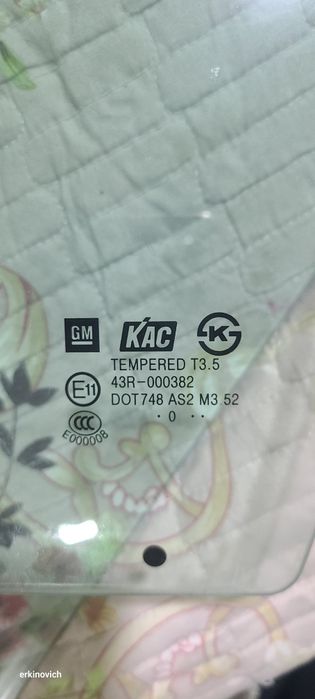 GM KAC K
TEMPERED T3.5
43R-000382
E11
DOT748 AS2 M3 52
CCC
E000008
· 0 · ·
erkinovich